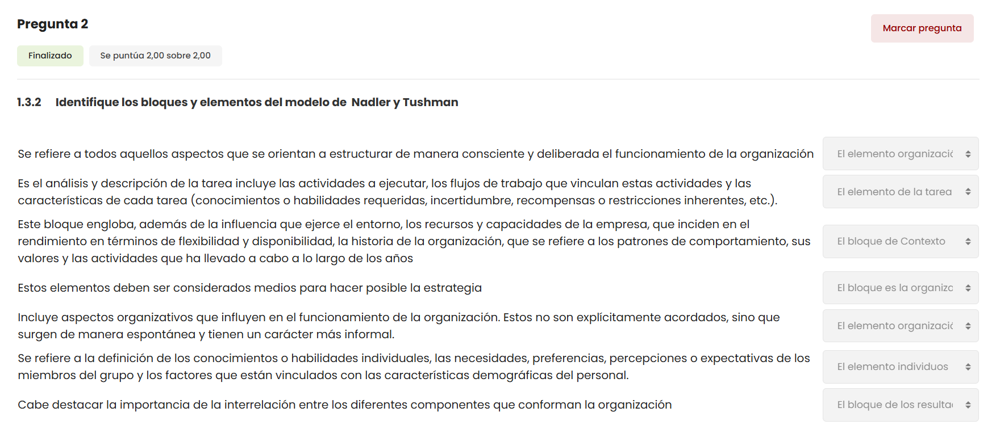 Pregunta 2
Marcar pregunta
Finalizado
Se puntúa 2,00 sobre 2,00
1.3.2 Identifique los bloques y elementos del modelo de Nadler y Tushman
Se refiere a todos aquellos aspectos que se orientan a estructurar de manera consciente y deliberada el funcionamiento de la organización
El elemento organizació
Es el análisis y descripción de la tarea incluye las actividades a ejecutar, los flujos de trabajo que vinculan estas actividades y las
características de cada tarea (conocimientos o habilidades requeridas, incertidumbre, recompensas o restricciones inherentes, etc.).
El elemento de la tarea
Este bloque engloba, además de la influencia que ejerce el entorno, los recursos y capacidades de la empresa, que inciden en el
rendimiento en términos de flexibilidad y disponibilidad, la historia de la organización, que se refiere a los patrones de comportamiento, sus
valores y las actividades que ha llevado a cabo a lo largo de los años
El bloque de Contexto
Estos elementos deben ser considerados medios para hacer posible la estrategia
El bloque es la organiza
Incluye aspectos organizativos que influyen en el funcionamiento de la organización. Estos no son explícitamente acordados, sino que
surgen de manera espontánea y tienen un carácter más informal.
El elemento organizació
Se refiere a la definición de los conocimientos o habilidades individuales, las necesidades, preferencias, percepciones o expectativas de los
miembros del grupo y los factores que están vinculados con las características demográficas del personal.
El elemento individuos
Cabe destacar la importancia de la interrelación entre los diferentes componentes que conforman la organización
El bloque de los resulta